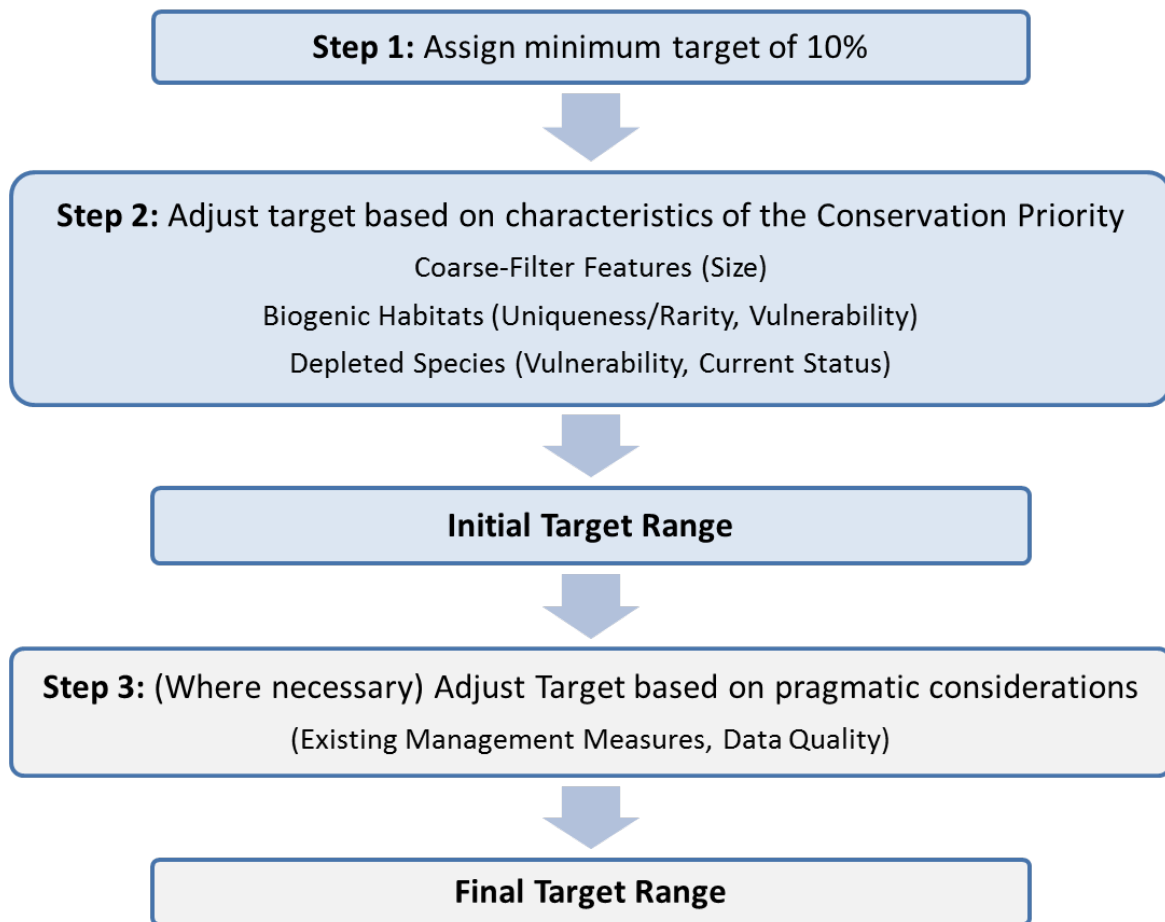 Step 1: Assign minimum target of 10%
Step 2: Adjust target based on characteristics of the Conservation Priority
Coarse-Filter Features (Size)
Biogenic Habitats (Uniqueness/Rarity, Vulnerability)
Depleted Species (Vulnerability, Current Status)
Initial Target Range
Step 3: (Where necessary) Adjust Target based on pragmatic considerations
(Existing Management Measures, Data Quality)
Final Target Range